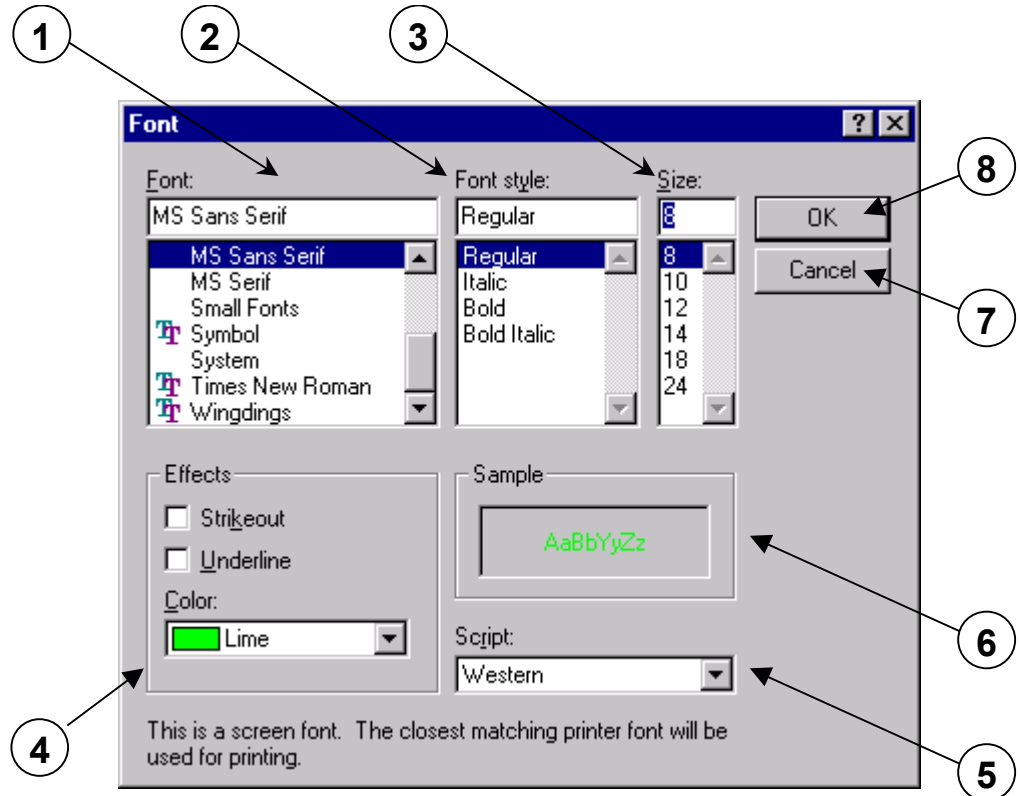 1 2 3
Font
Font: Font style: Size:
8
MS Sans Serif Regular 8 OK
MS Sans Serif Regular 8 Cancel
MS Serif Italic 10
Small Fonts Bold 12
7
Symbol Bold Italic 14
System 18
Times New Roman 24
Wingdings
Effects Sample
Strikeout
AaBbYyZz
Underline
Color:
6
Lime Script:
Western
4
This is a screen font. The closest matching printer font will be
used for printing.
5